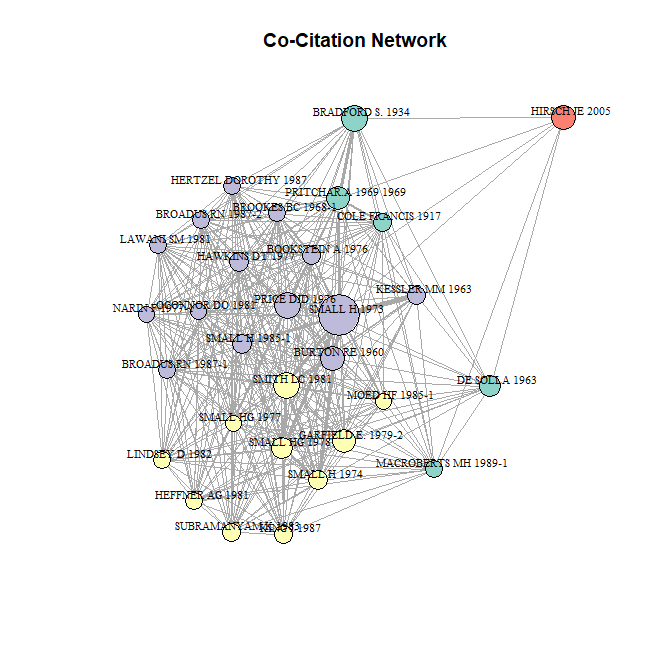 Co-Citation Network
BRADFORD S. 1934
HIRSCH JE 2005
HERTZEL DOROTHY 1987
PRITCHAR A 1969 1969
BROOKES BC 1968-1
BROADUS RN 1987-2
COLE FRANCIS 1917
LAWANI SM 1981
BOOKSTEIN A 1976
HAWKINS DT 1977
KESSLER MM 1963
PRICE DJD 1976
OCONNOR DO 1981
SMALL H 1973
SMALL H 1985-1
BURTON RE 1960
BROADUS RN 1987-1
SMITH LC 1981
DE SOLLA 1963
MOED HF 1985-1
SMALL HG 1977
GARFIELD E. 1979-2
SMALL HG 1978
LINDSEY D 1982
MACROBERTS MH 1989-1
SMALL H 1974
HEFFNER AG 1981
SUBRAMANYAM K 1983
1987